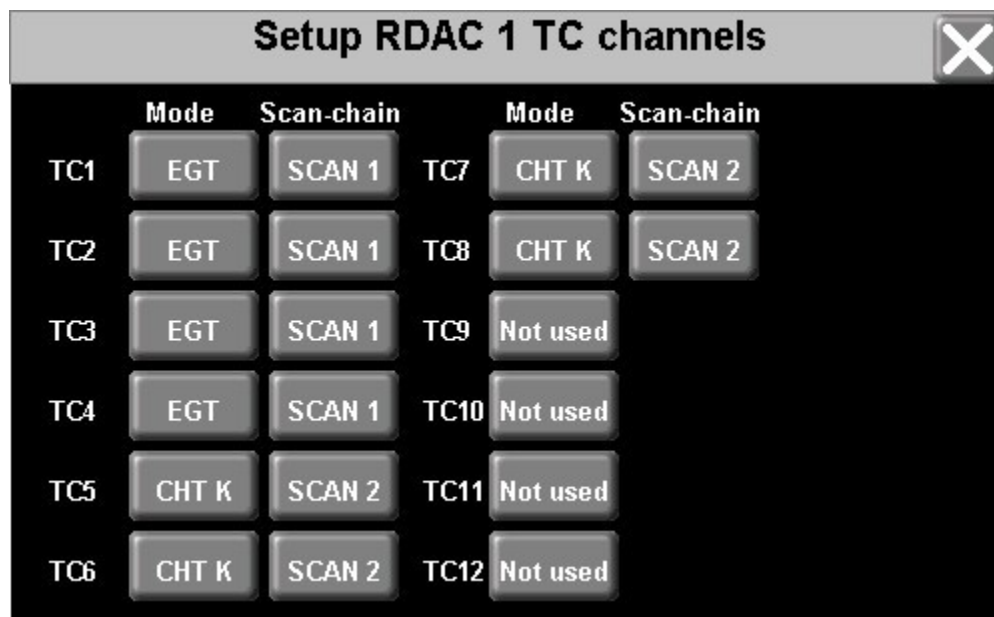 Setup RDAC 1 TC channels
Mode Scan-chain Mode Scan-chain
TC1 EGT SCAN 1 TC7 CHT K SCAN 2
TC2 EGT SCAN 1 TC8 CHT K SCAN 2
TC3 EGT SCAN 1 TC9 Not used
TC4 EGT SCAN 1 TC10 Not used
TC5 CHT K SCAN 2 TC11 Not used
TC6 CHT K SCAN 2 TC12 Not used